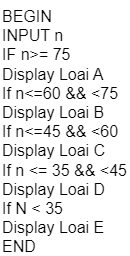 BEGIN
INPUT n
IF n>= 75
Display Loai A
If n<=60 && <75
Display Loai B
If n<=45 && <60
Display Loai C
If n <= 35 && <45
Display Loai D
If N < 35
Display Loai E
END